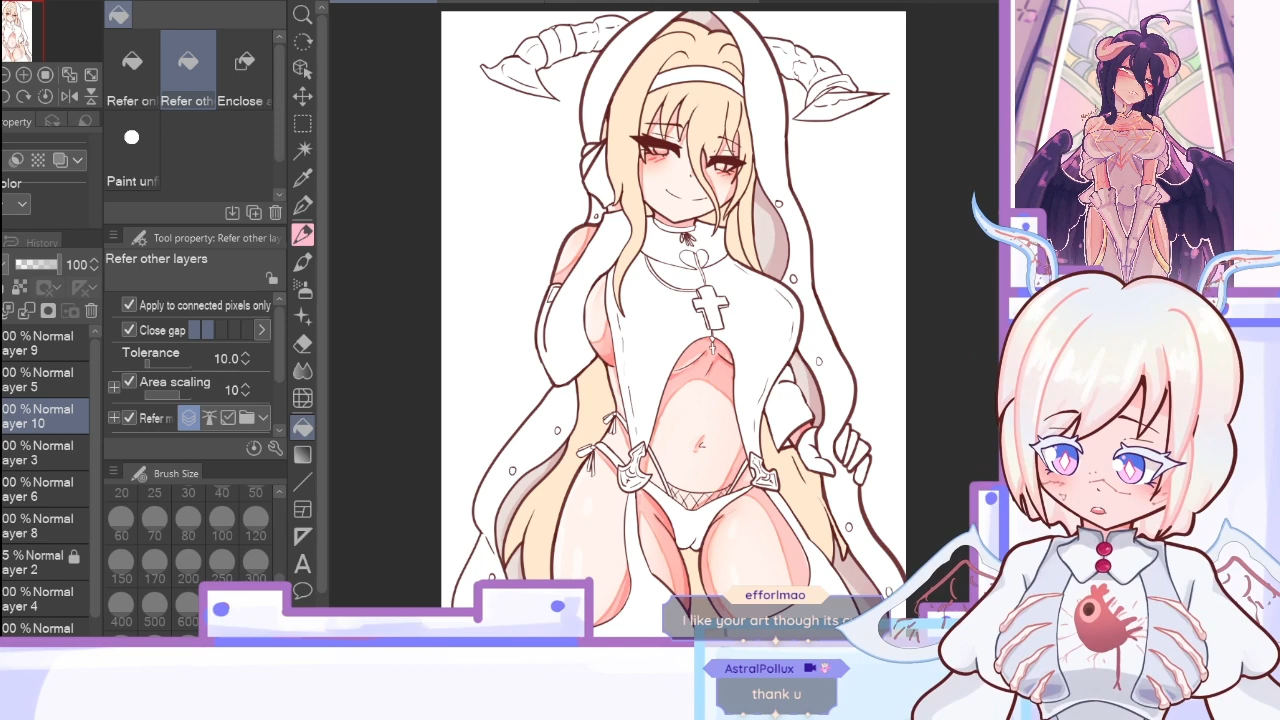 Refer on
Refer oth
Enclose a
roperty
Paint unf
olor
History
Tool property: Refer other lay
Refer other layers
100
Apply to connected pixels only
Close gap
Tolerance
10.0
Area scaling
10
Refer m
00 % Normal
ayer 9
00 % Normal
ayer 5
00 % Normal
ayer 10
00 % Normal
ayer 3
00 % Normal
ayer 6
00 % Normal
ayer 8
5 % Normal
ayer 2
00 % Normal
ayer 4
00 % Normal
Brush Size
20 25 30 40 50
60 70 80 100 120
150 170 200 250 300
400 500 600
A
efforlmao
I like your art though its c
AstralPollux
thank u